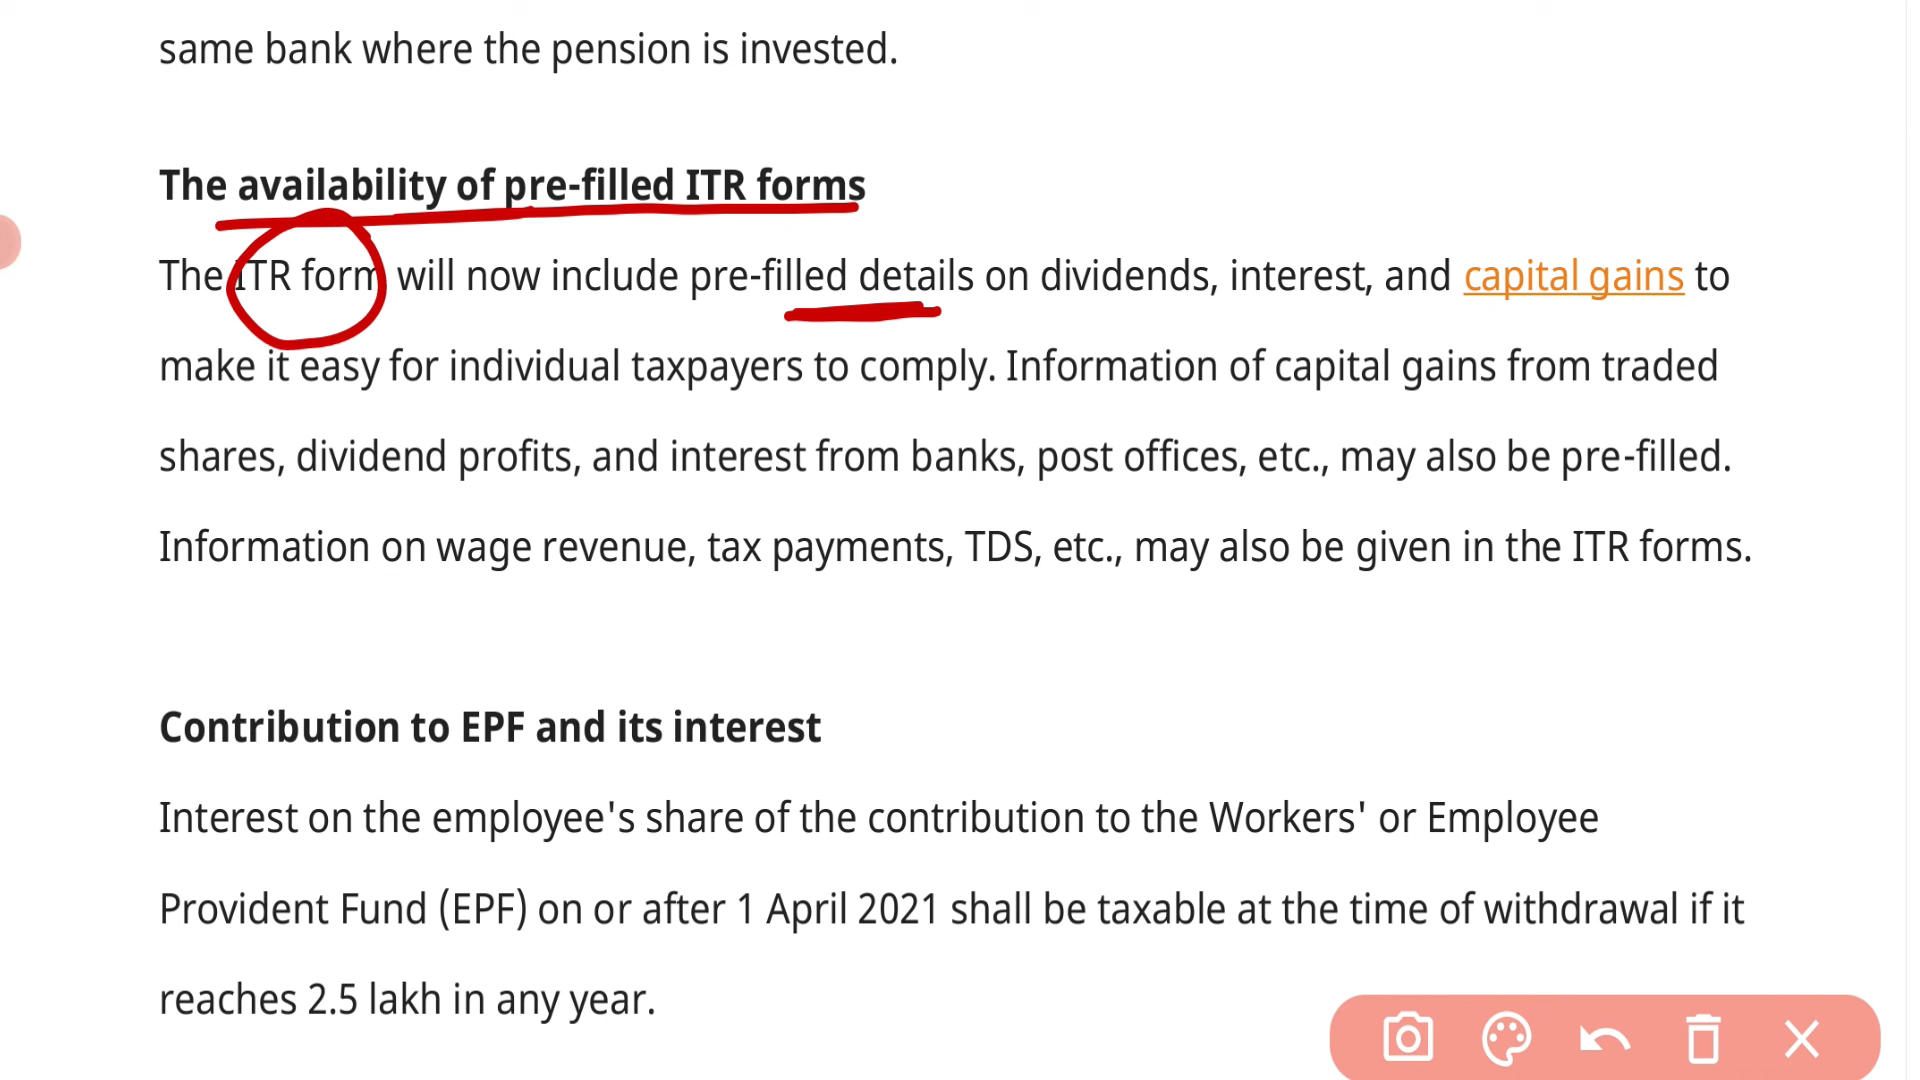 same bank where the pension is invested.
The availability of pre-filled ITR forms
The ITR form will now include pre-filled details on dividends, interest, and capital gains to
make it easy for individual taxpayers to comply. Information of capital gains from traded
shares, dividend profits, and interest from banks, post offices, etc., may also be pre-filled.
Information on wage revenue, tax payments, TDS, etc., may also be given in the ITR forms.
Contribution to EPF and its interest
Interest on the employee's share of the contribution to the Workers' or Employee
Provident Fund (EPF) on or after 1 April 2021 shall be taxable at the time of withdrawal if it
reaches 2.5 lakh in any year.